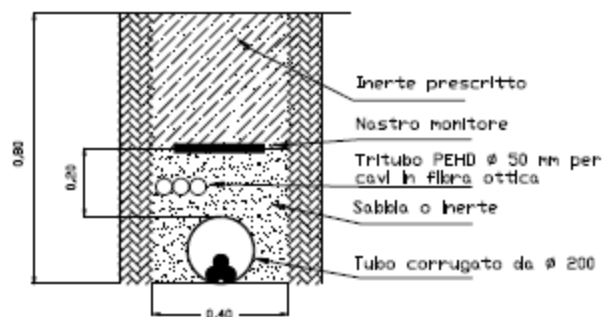 Inerte prescritto
Nastro monitore
Tritubo PEHD ø 50 mm per
cavi in fibra ottica
Sabbia o inerte
Tubo corrugato da ø 200
0,80
0,20
0,40